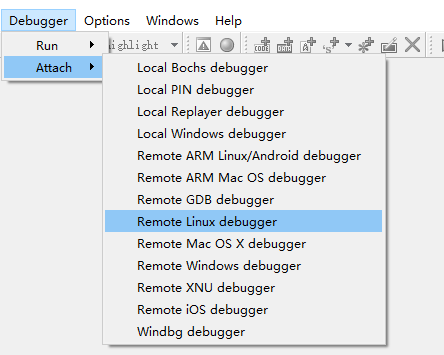 Debugger Options Windows Help
Run
ighlight
Attach
Local Bochs debugger
Local PIN debugger
Local Replayer debugger
Local Windows debugger
Remote ARM Linux/Android debugger
Remote ARM Mac OS debugger
Remote GDB debugger
Remote Linux debugger
Remote Mac OS X debugger
Remote Windows debugger
Remote XNU debugger
Remote iOS debugger
Windbg debugger